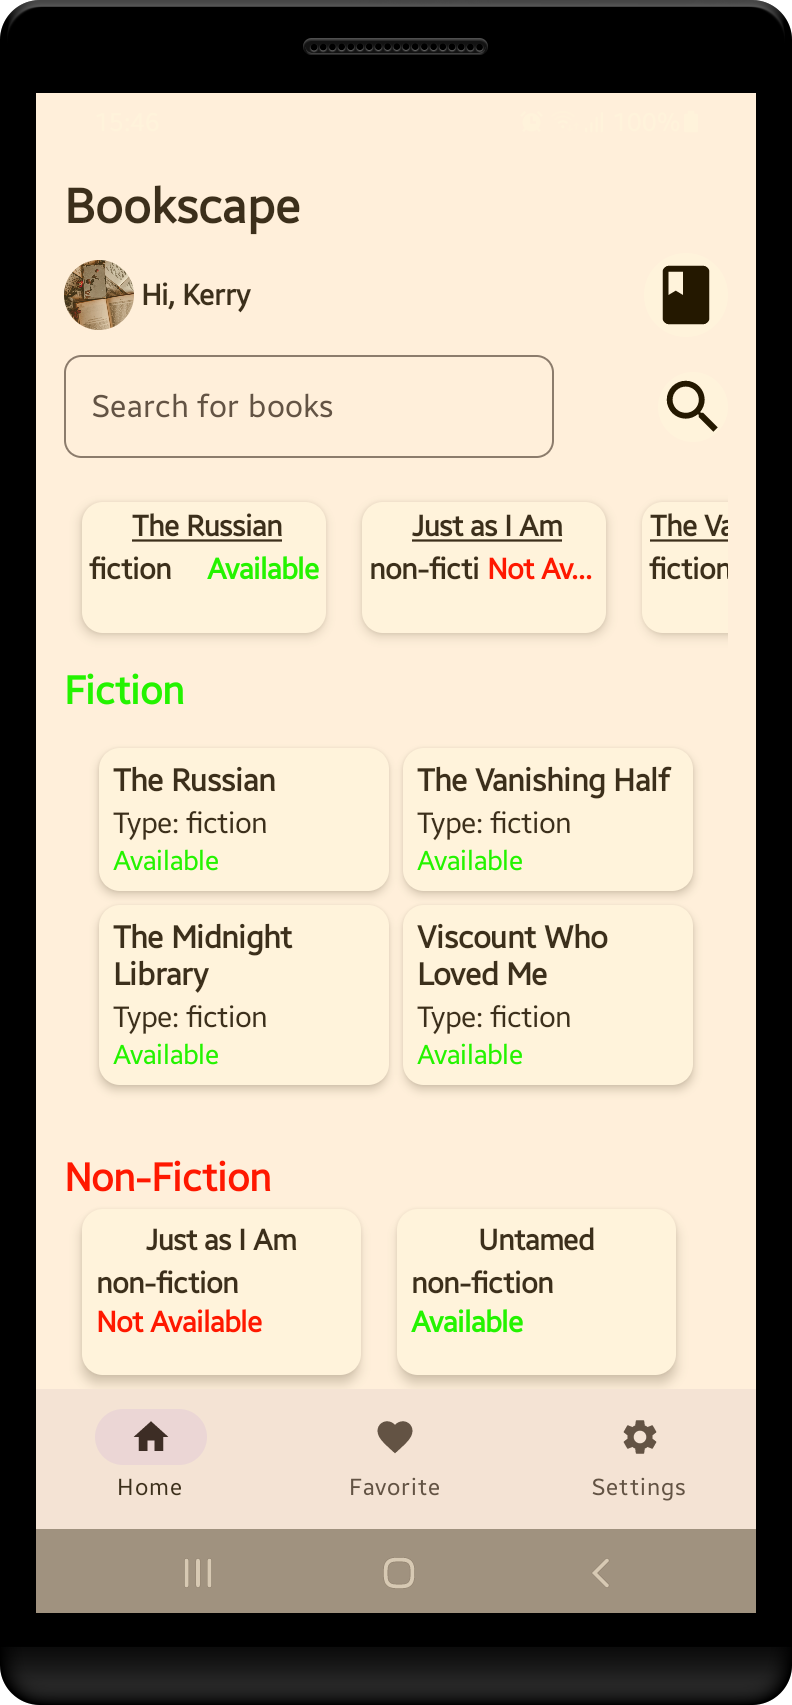 15:46 100%
Bookscape
Hi, Kerry
Search for books
The Russian
fiction Available
Just as I Am
non-ficti Not Av...
The Va
fiction
Fiction
The Russian
Type: fiction
Available
The Vanishing Half
Type: fiction
Available
The Midnight
Library
Type: fiction
Available
Viscount Who
Loved Me
Type: fiction
Available
Non-Fiction
Just as I Am
non-fiction
Not Available
Untamed
non-fiction
Available
Home
Favorite
Settings